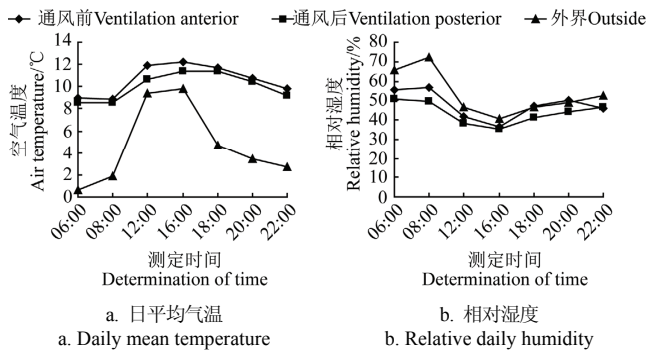 通风前Ventilation anterior 通风后Ventilation posterior 外界Outside
空气温度
Air temperature/℃
14
12
10
8
6
4
2
0
06:00 08:00 12:00 16:00 18:00 20:00 22:00
测定时间
Determination of time
a. 日平均气温
a. Daily mean temperature
相对湿度
Relative humidity/%
80
70
60
50
40
30
20
10
0
06:00 08:00 12:00 16:00 18:00 20:00 22:00
测定时间
Determination of time
b. 相对湿度
b. Relative daily humidity